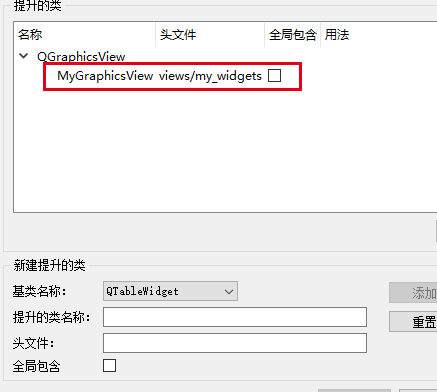 提升的类
名称 头文件 全局包含 用法
QGraphicsView
MyGraphicsView views/my_widgets
新建提升的类
基类名称： QTableWidget 添加
提升的类名称： 重置
头文件：
全局包含